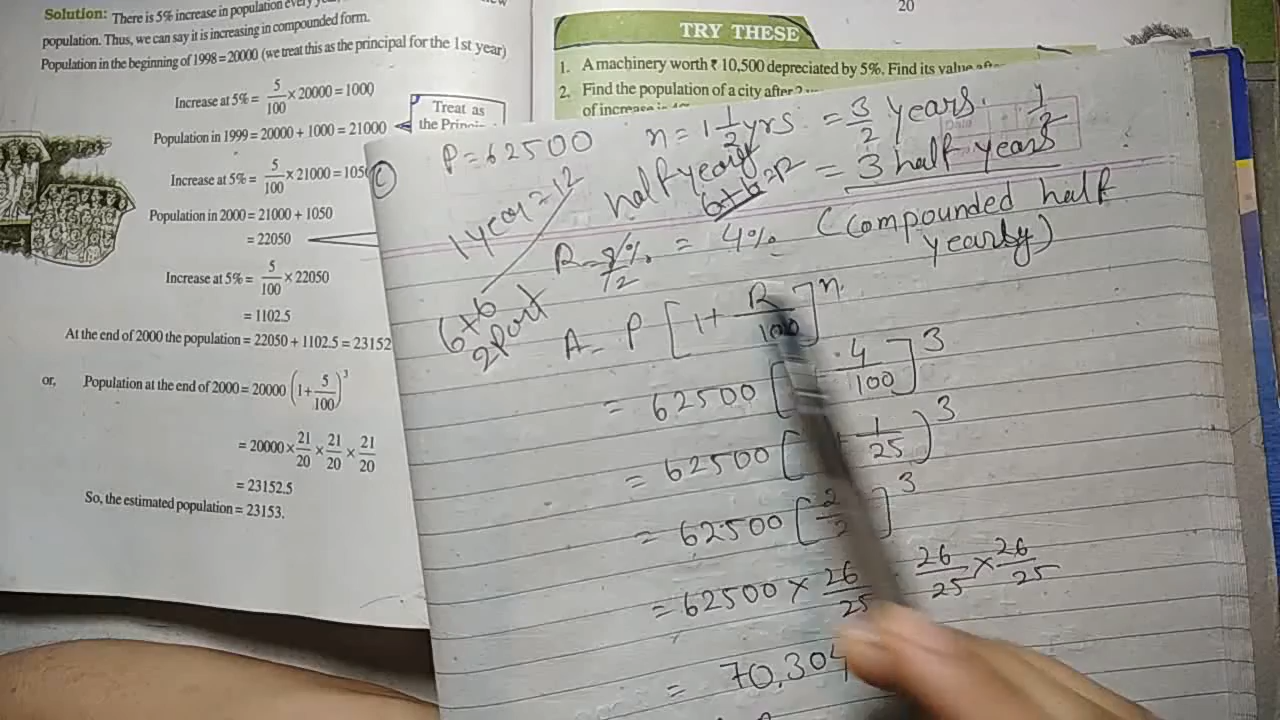 Solution: There is 5% increase in population every
population. Thus, we can say it is increasing in compounded form.
Population in the beginning of 1998 = 20000 (we treat this as the principal for the 1st year)
Increase at 5% = 5/100 × 20000 = 1000
Population in 1999 = 20000 + 1000 = 21000
Treat as
the
Increase at 5% = 5/100 × 21000 = 105
Population in 2000 = 21000 + 1050
= 22050
Increase at 5% = 5/100 × 22050
= 1102.5
At the end of 2000 the population = 22050 + 1102.5 = 23152
or, Population at the end of 2000 = 20000 (1 + 5/100)^3
= 20000 × 21/20 × 21/20 × 21/20
= 23152.5
So, the estimated population = 23153.
20
TRY THESE
1. A machinery worth ₹ 10,500 depreciated by 5%. Find its value
2. Find the population of a city after 2
of increase is
C P = 62500 n = 1 1/2 yrs = 3/2 years.
half yearly = 3 half years
1 year = 12
6+6
R = 8/2 % = 4% (Compounded half
yearly)
6+6
2 part
A = P [1 + R/100]^n
= 62500 [ 4/100]^3
= 62500 [ + 1/25)^3
= 62500 [ ]^3
= 62500 × 26/25 26/25 × 26/25
= 70,304